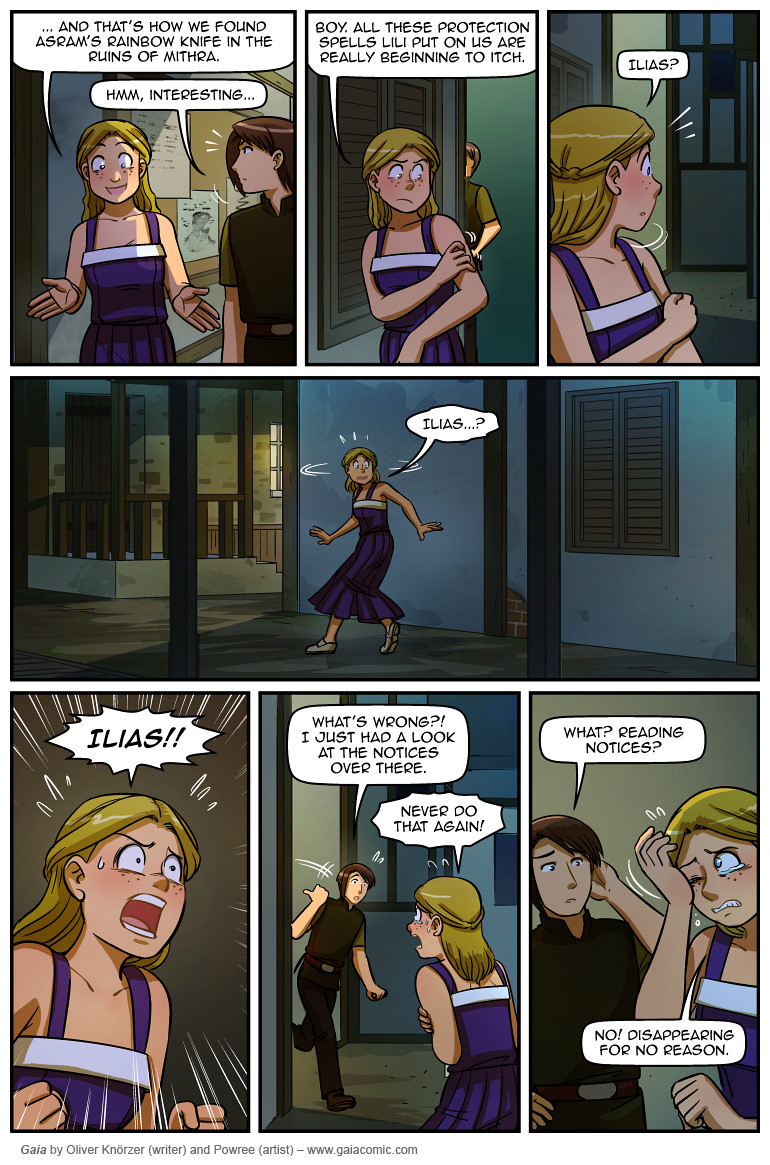 ... AND THAT'S HOW WE FOUND
ASRAM'S RAINBOW KNIFE IN THE
RUINS OF MITHRA.
HMM, INTERESTING...
BOY. ALL THESE PROTECTION
SPELLS LILI PUT ON US ARE
REALLY BEGINNING TO ITCH.
ILIAS?
ILIAS...?
ILIAS!!
WHAT'S WRONG?!
I JUST HAD A LOOK
AT THE NOTICES
OVER THERE.
NEVER DO
THAT AGAIN!
WHAT? READING
NOTICES?
NO! DISAPPEARING
FOR NO REASON.
Gaia by Oliver Knörzer (writer) and Powree (artist) – www.gaiacomic.com